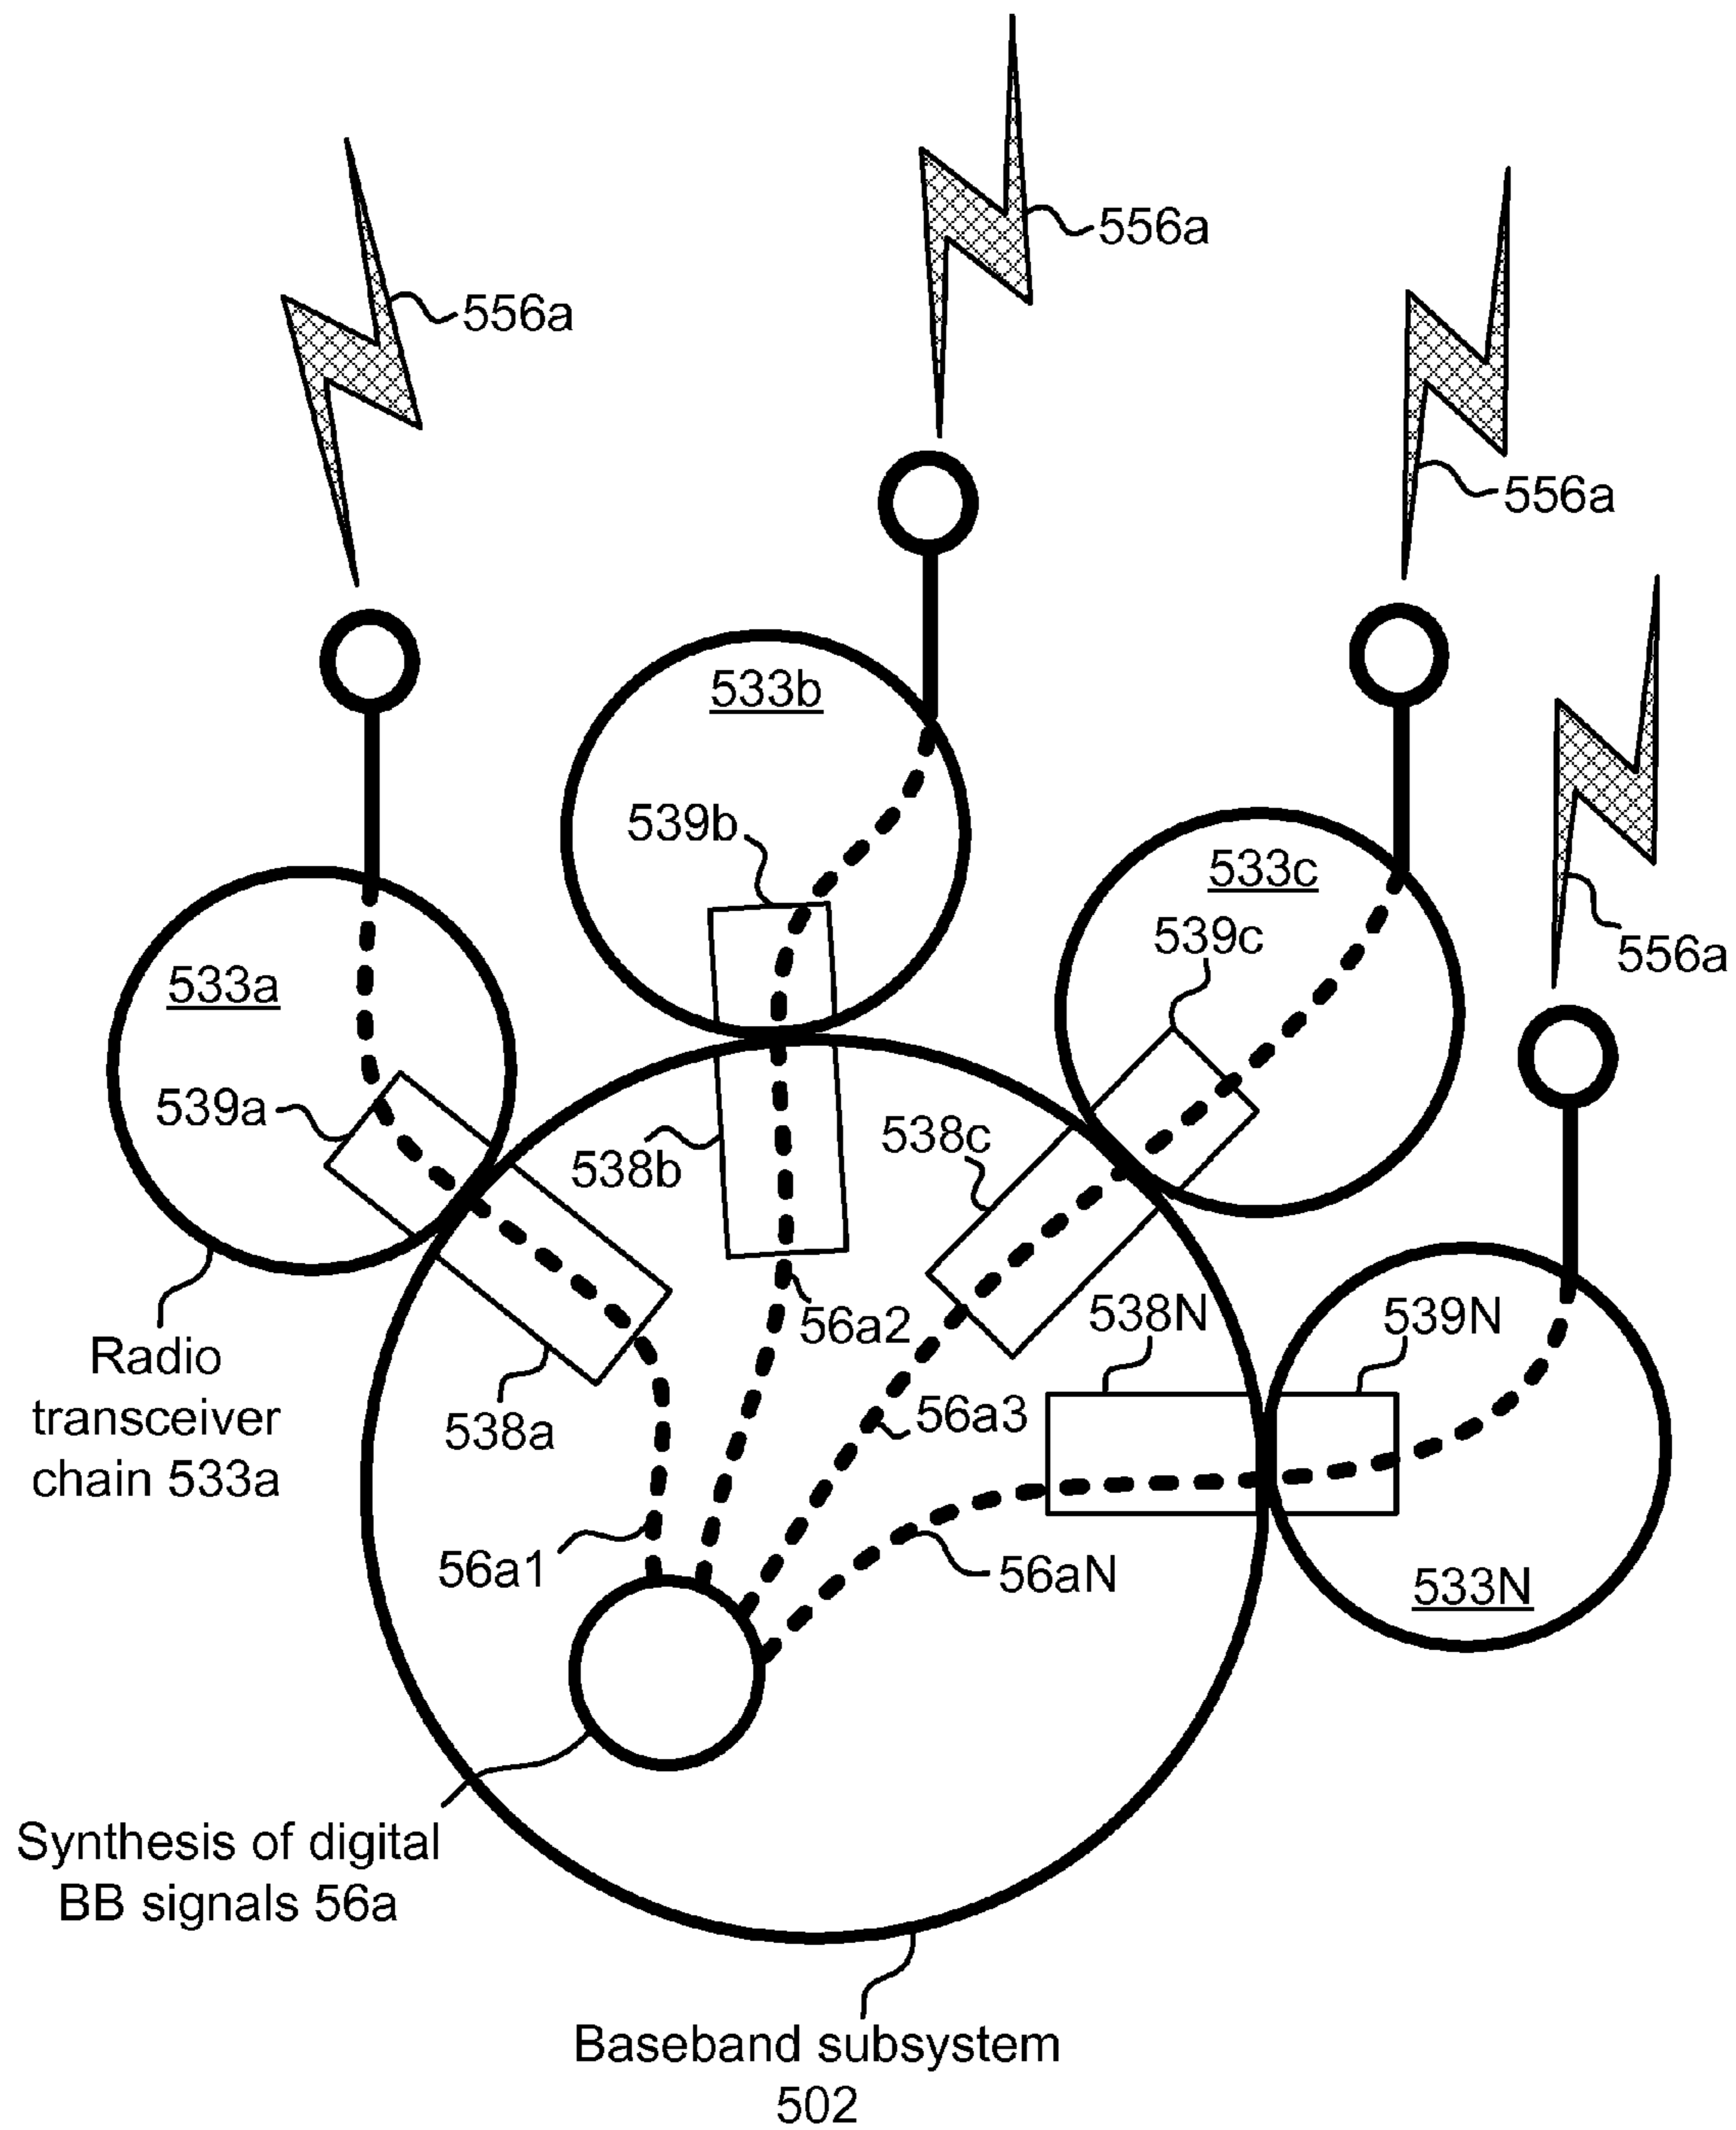 556a
556a
556a
556a
533b
539b
533c
539c
533a
539a
538b
538c
56a2
538N
539N
Radio
transceiver
chain 533a
538a
56a3
56a1
56aN
533N
Synthesis of digital
BB signals 56a
Baseband subsystem
502